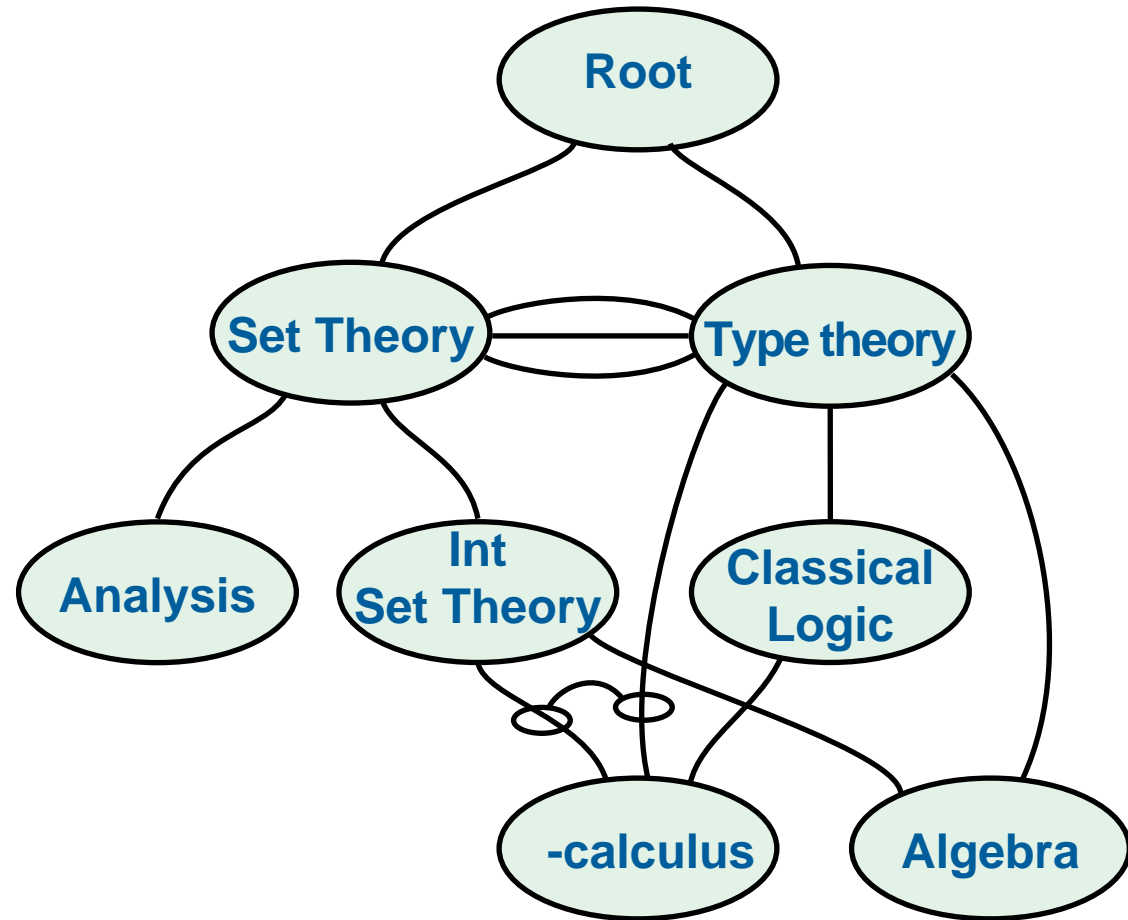 Root
Set Theory
Type theory
Analysis
Int
Set Theory
Classical
Logic
-calculus
Algebra